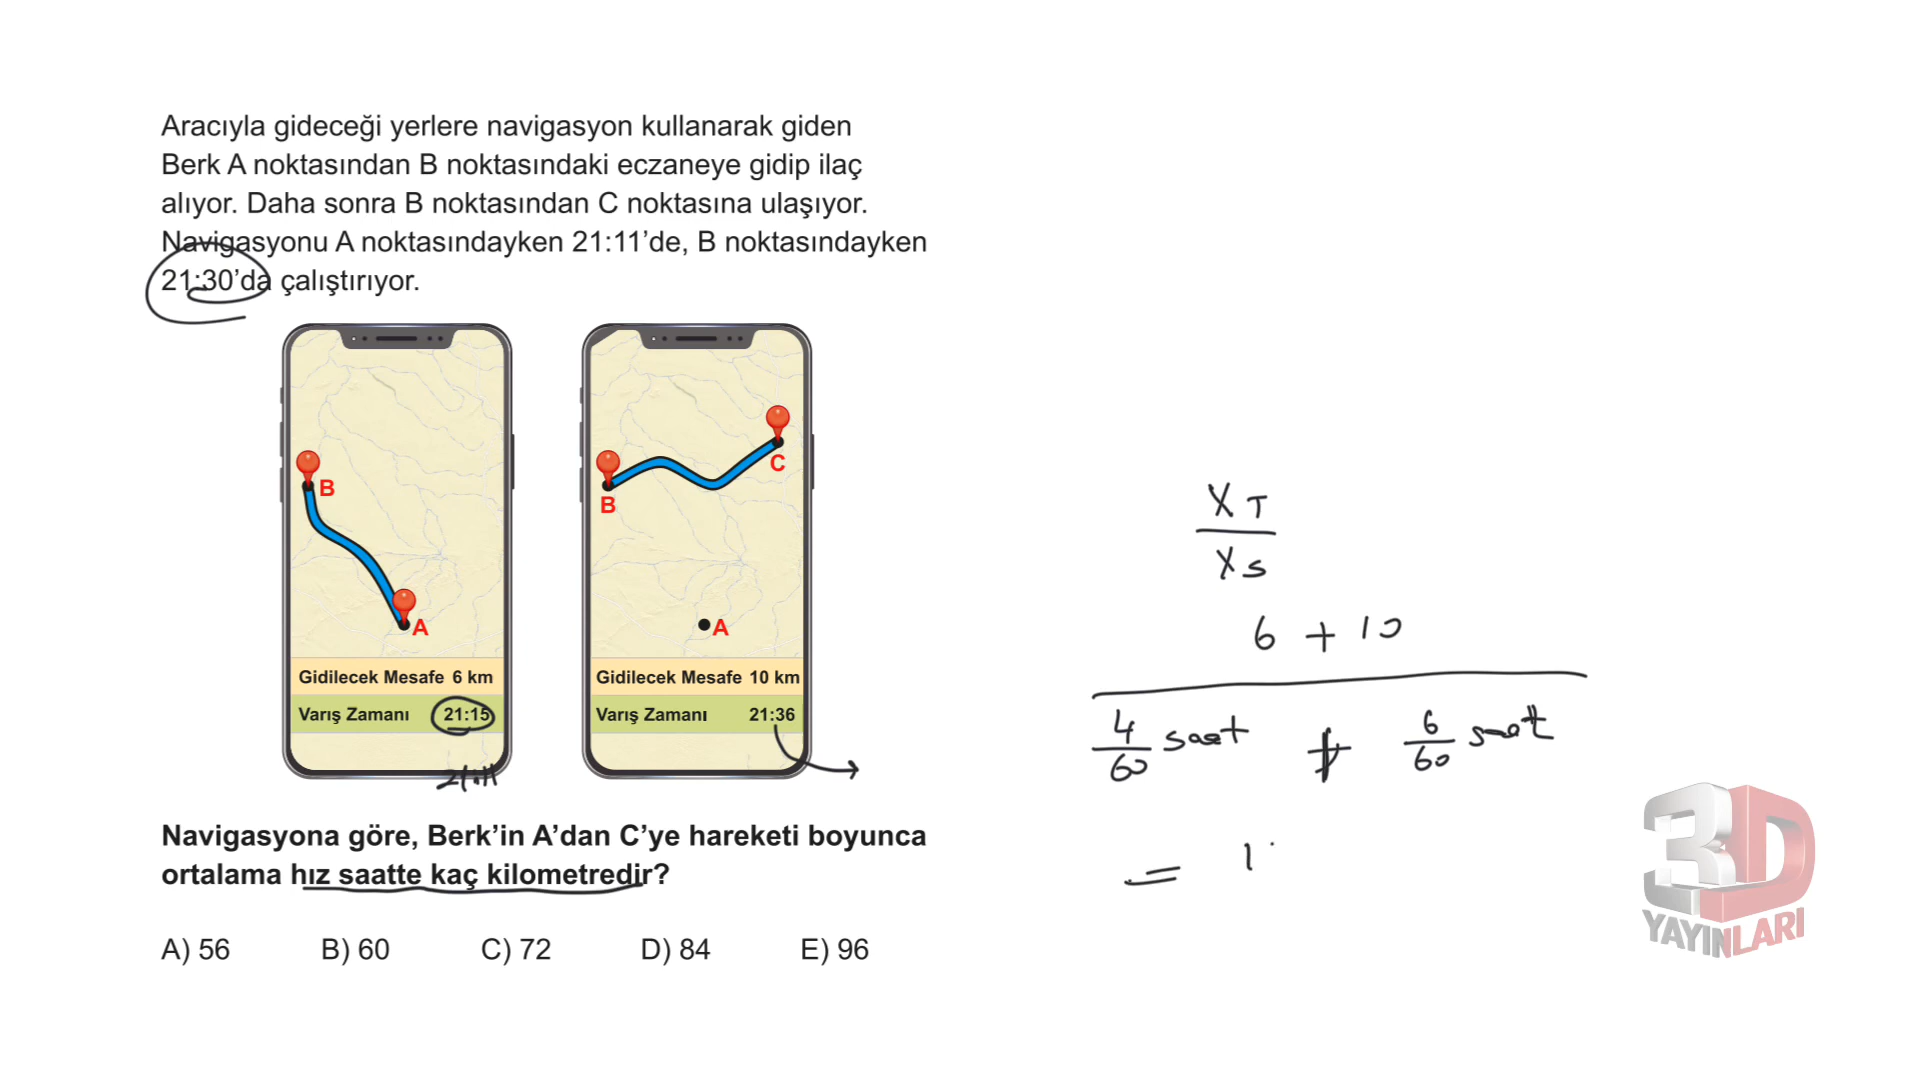 Aracıyla gideceği yerlere navigasyon kullanarak giden
Berk A noktasından B noktasındaki eczaneye gidip ilaç
alıyor. Daha sonra B noktasından C noktasına ulaşıyor.
Navigasyonu A noktasındayken 21:11’de, B noktasındayken
21:30’da çalıştırıyor.
B
A
Gidilecek Mesafe 6 km
Varış Zamanı 21:15
21:11
C
B
A
Gidilecek Mesafe 10 km
Varış Zamanı 21:36
Navigasyona göre, Berk’in A’dan C’ye hareketi boyunca
ortalama hız saatte kaç kilometredir?
A) 56 B) 60 C) 72 D) 84 E) 96
X T
X S
6 + 10
4 6
saat + saat
60 60
= 1
3D
YAYINLARI